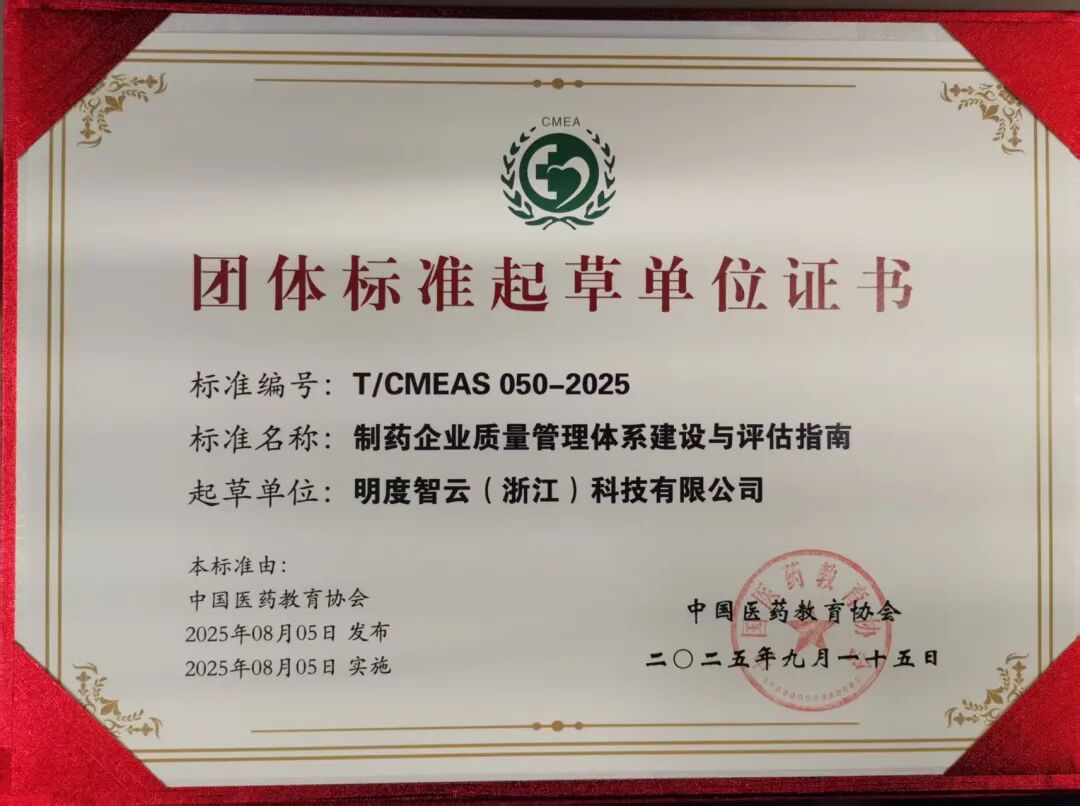 CMEA
团体标准起草单位证书
标准编号：T/CMEAS 050-2025
标准名称：制药企业质量管理体系建设与评估指南
起草单位：明度智云（浙江）科技有限公司
本标准由：
中国医药教育协会
2025年08月05日 发布
2025年08月05日 实施
中国医药教育协会
二〇二五年九月一十五日